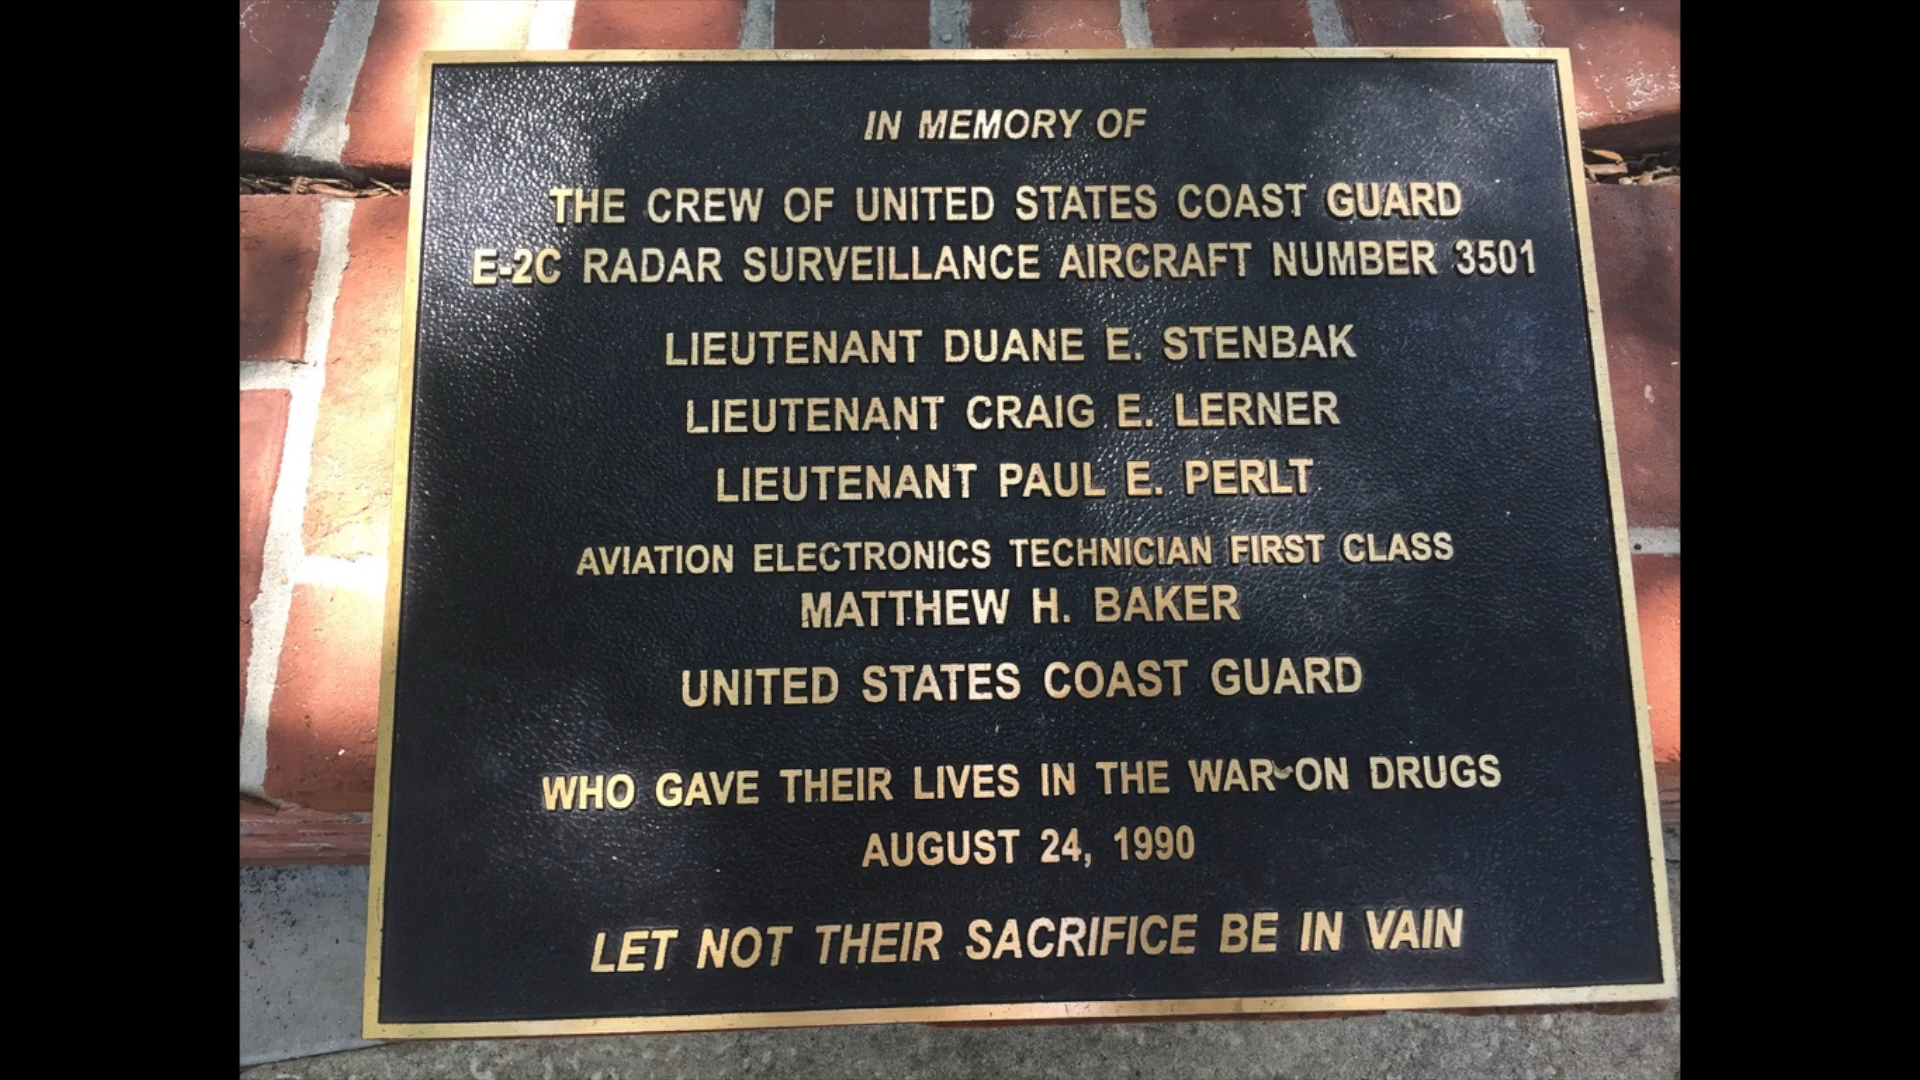 IN MEMORY OF
THE CREW OF UNITED STATES COAST GUARD
E-2C RADAR SURVEILLANCE AIRCRAFT NUMBER 3501
LIEUTENANT DUANE E. STENBAK
LIEUTENANT CRAIG E. LERNER
LIEUTENANT PAUL E. PERLT
AVIATION ELECTRONICS TECHNICIAN FIRST CLASS
MATTHEW H. BAKER
UNITED STATES COAST GUARD
WHO GAVE THEIR LIVES IN THE WAR ON DRUGS
AUGUST 24, 1990
LET NOT THEIR SACRIFICE BE IN VAIN